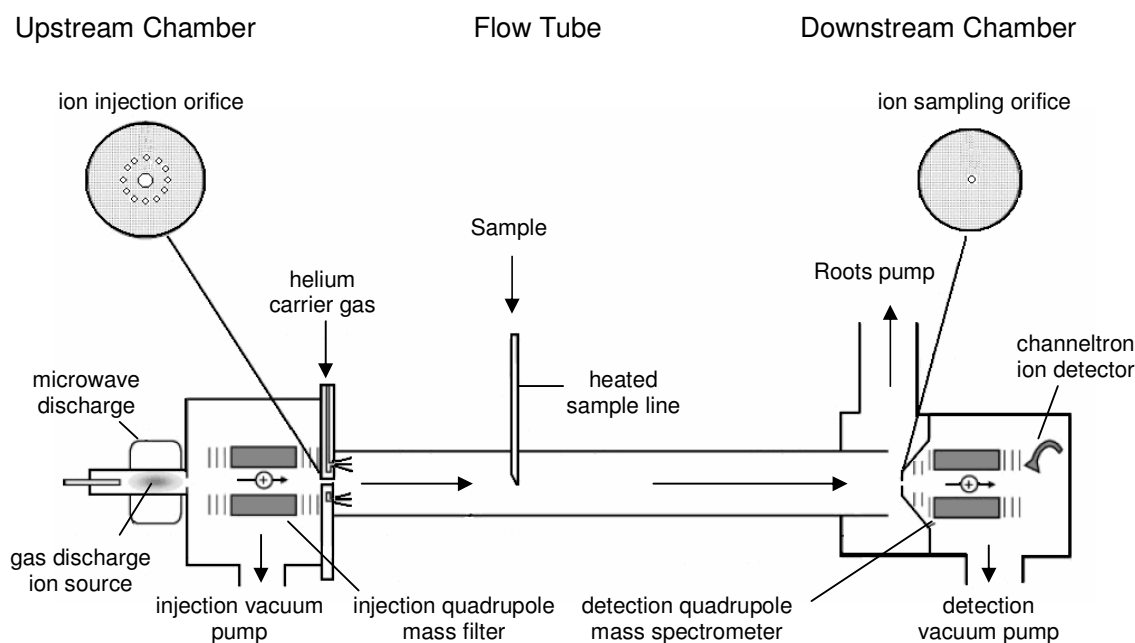 Upstream Chamber
Flow Tube
Downstream Chamber
ion injection orifice
ion sampling orifice
Sample
Roots pump
helium
carrier gas
channeltron
ion detector
microwave
discharge
heated
sample line
gas discharge
ion source
injection vacuum
pump
injection quadrupole
mass filter
detection quadrupole
mass spectrometer
detection
vacuum pump